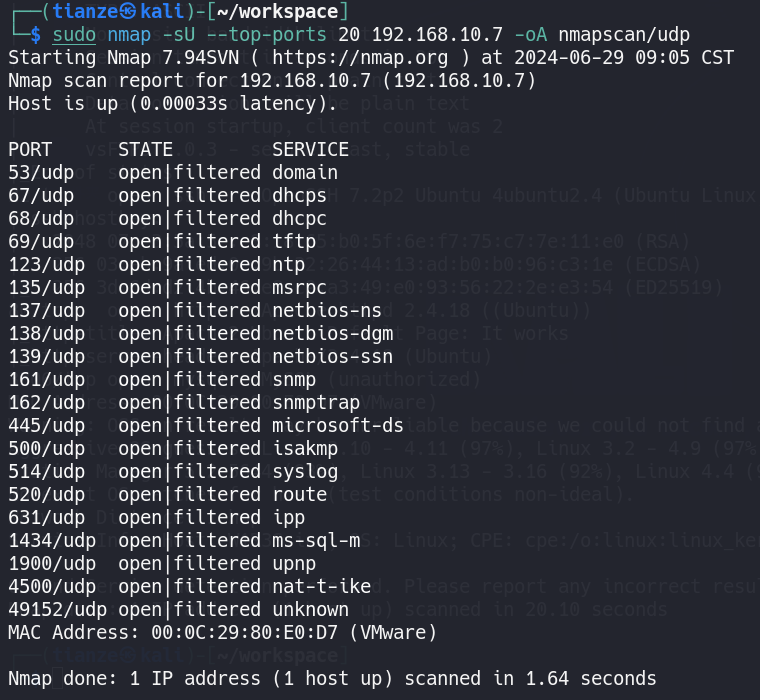 ┌──(tianze㉿kali)-[~/workspace]
└─$ sudo nmap -sU --top-ports 20 192.168.10.7 -oA nmapscan/udp
Starting Nmap 7.94SVN ( https://nmap.org ) at 2024-06-29 09:05 CST
Nmap scan report for 192.168.10.7 (192.168.10.7)
Host is up (0.00033s latency).
PORT      STATE         SERVICE
53/udp    open|filtered domain
67/udp    open|filtered dhcps
68/udp    open|filtered dhcpc
69/udp    open|filtered tftp
123/udp   open|filtered ntp
135/udp   open|filtered msrpc
137/udp   open|filtered netbios-ns
138/udp   open|filtered netbios-dgm
139/udp   open|filtered netbios-ssn
161/udp   open|filtered snmp
162/udp   open|filtered snmptrap
445/udp   open|filtered microsoft-ds
500/udp   open|filtered isakmp
514/udp   open|filtered syslog
520/udp   open|filtered route
631/udp   open|filtered ipp
1434/udp  open|filtered ms-sql-m
1900/udp  open|filtered upnp
4500/udp  open|filtered nat-t-ike
49152/udp open|filtered unknown
MAC Address: 00:0C:29:80:E0:D7 (VMware)
Nmap done: 1 IP address (1 host up) scanned in 1.64 seconds